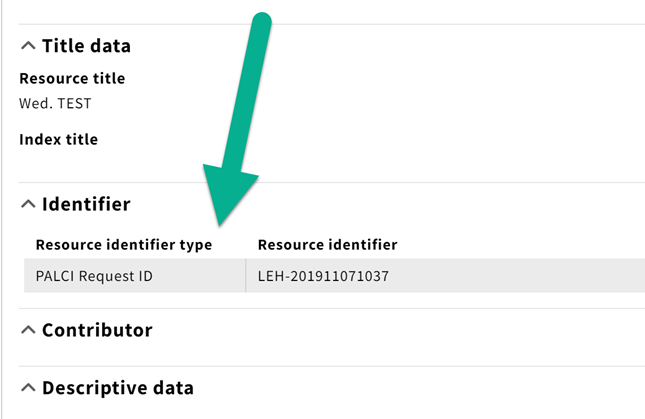 Title data
Resource title
Wed. TEST
Index title
Identifier
Resource identifier type Resource identifier
PALCI Request ID LEH-201911071037
Contributor
Descriptive data